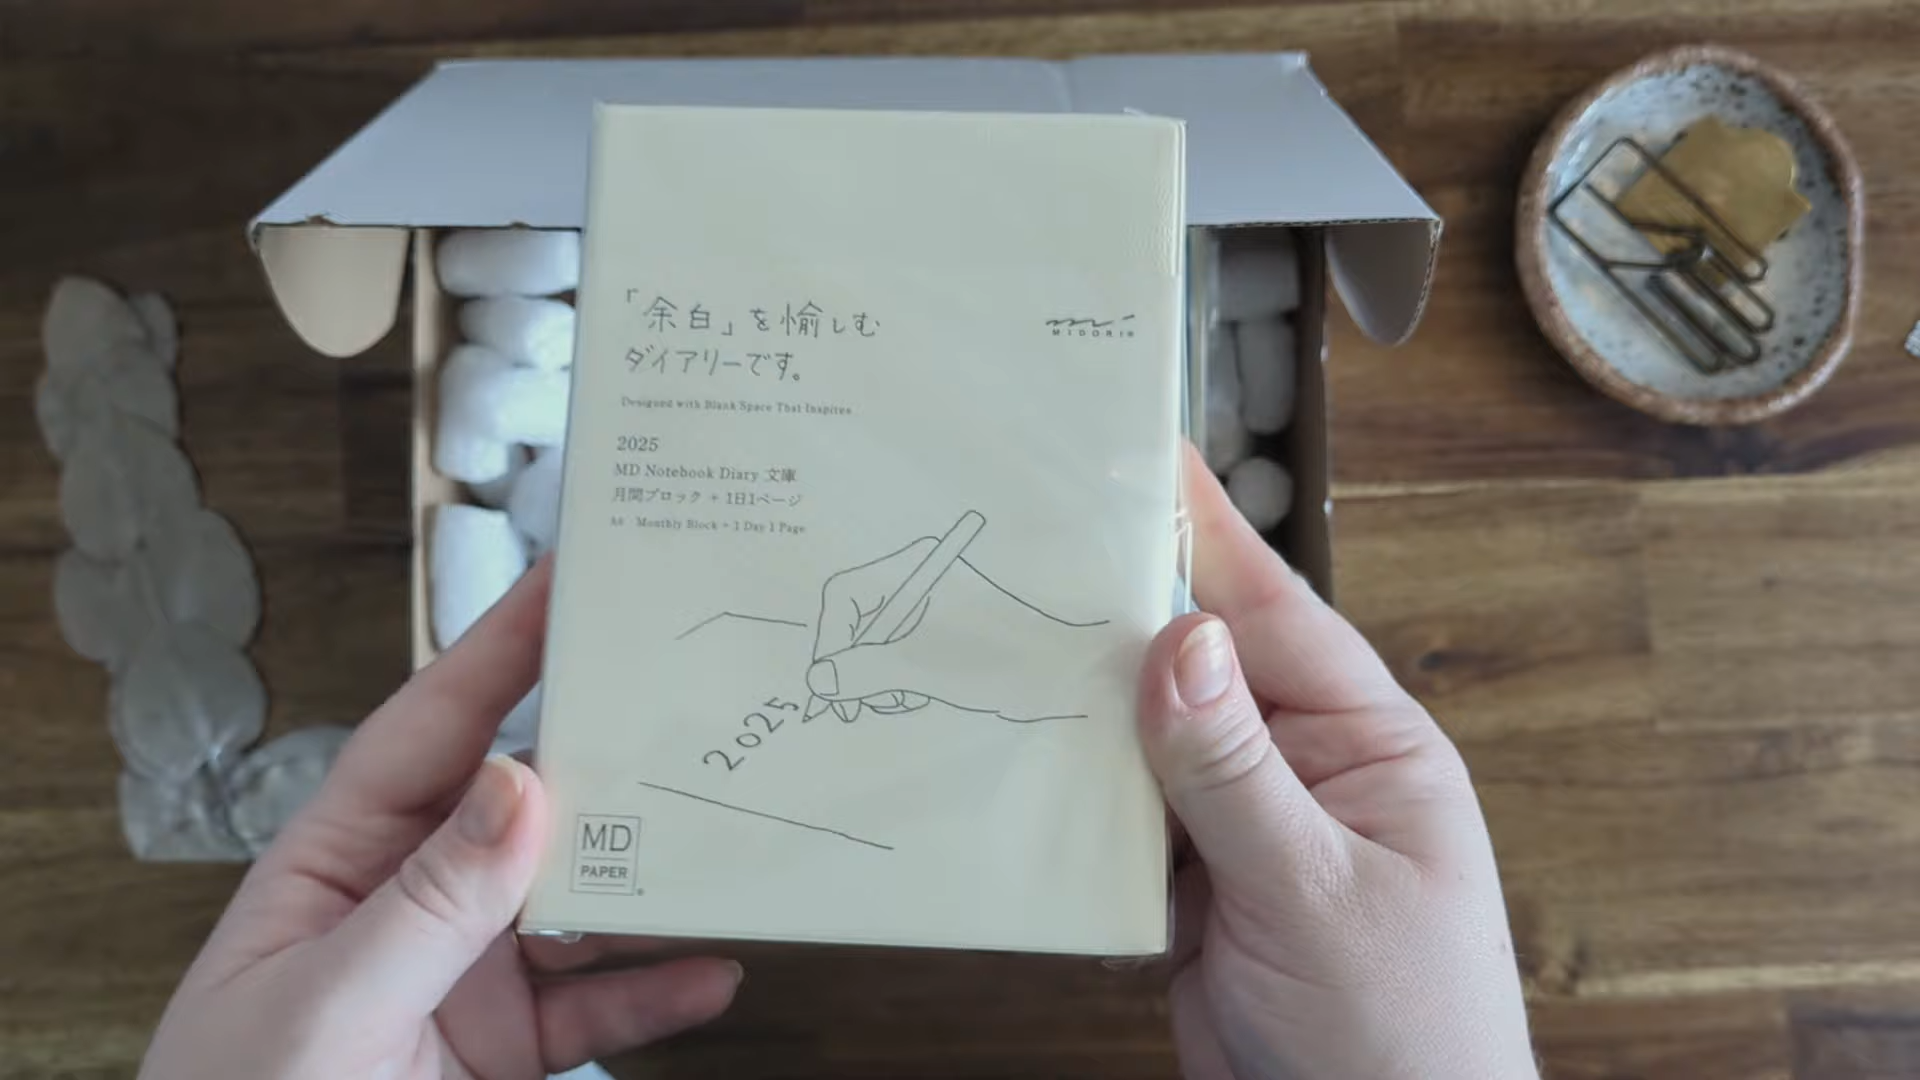 「余白」を愉しむ
ダイアリーです。
MIDORI
Designed with Blank Space That Inspires
2025
MD Notebook Diary 文庫
月間ブロック + 1日1ページ
A6 Monthly Block + 1 Day 1 Page
2025
MD
PAPER